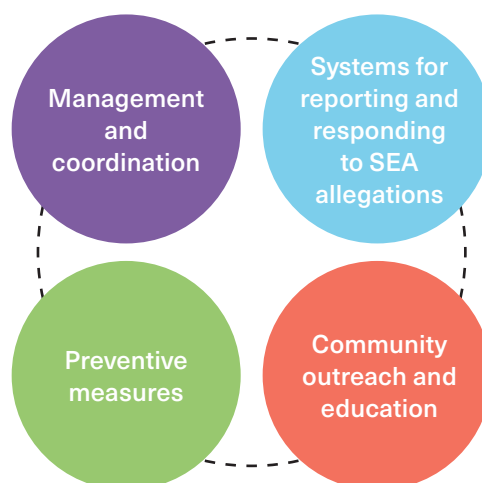 Management
and
coordination
Systems for
reporting and
responding
to SEA
allegations
Preventive
measures
Community
outreach and
education